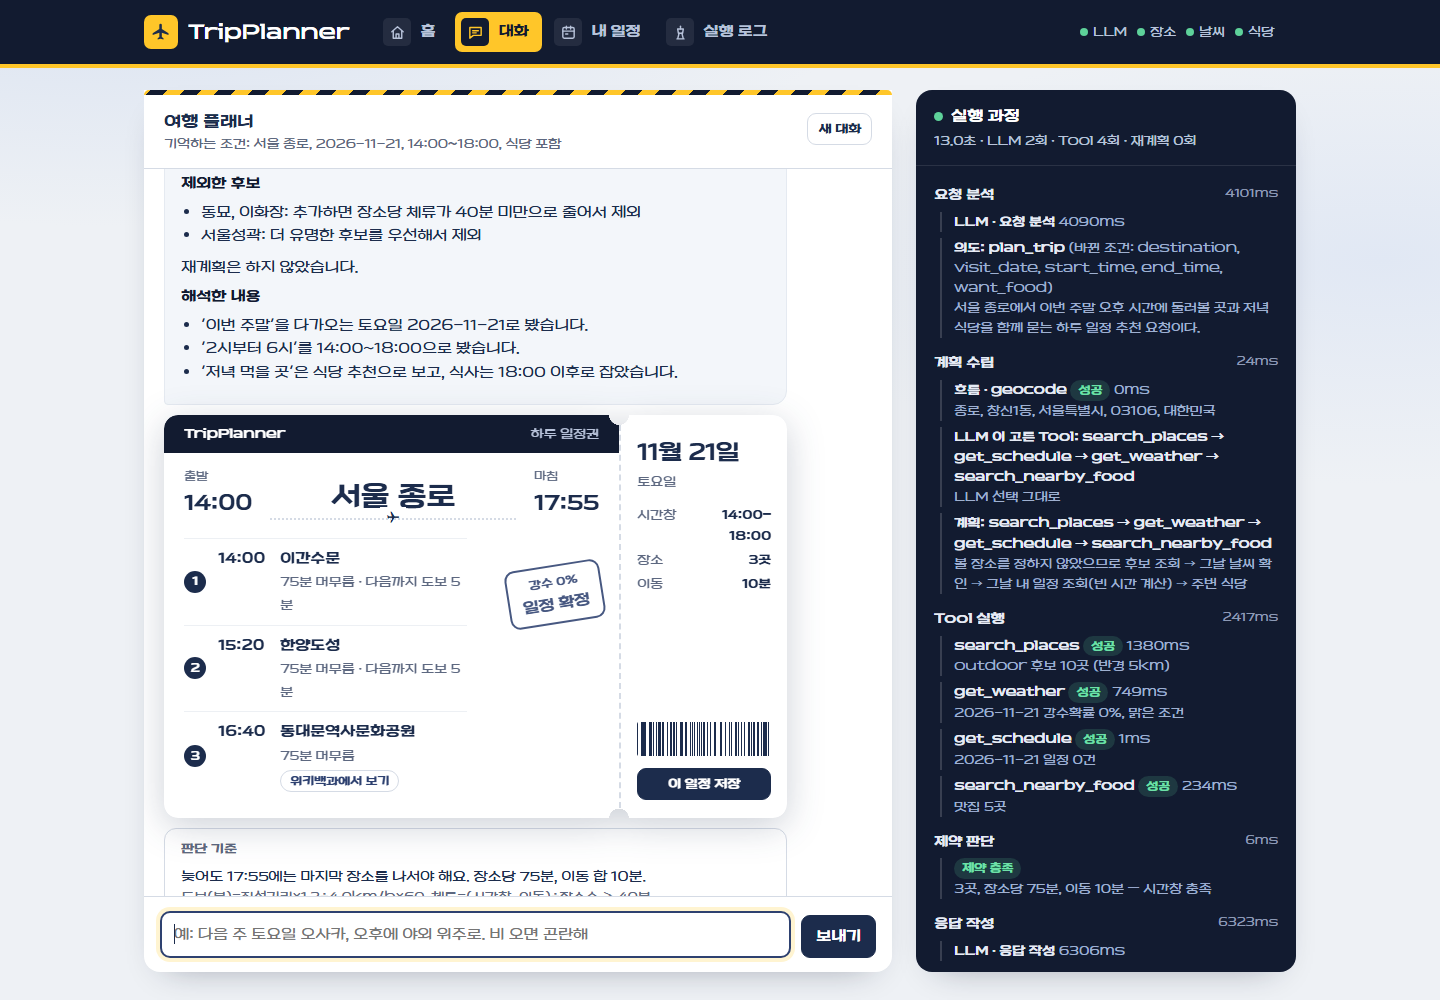 TripPlanner
홈
대화
내 일정
실행 로그
LLM
장소
날씨
식당
여행 플래너
기억하는 조건: 서울 종로, 2026-11-21, 14:00~18:00, 식당 포함
새 대화
제외한 후보
• 동묘, 이화장: 추가하면 장소당 체류가 40분 미만으로 줄어서 제외
• 서울성곽: 더 유명한 후보를 우선해서 제외
재계획은 하지 않았습니다.
해석한 내용
• '이번 주말'을 다가오는 토요일 2026-11-21로 봤습니다.
• '2시부터 6시'를 14:00~18:00으로 봤습니다.
• '저녁 먹을 곳'은 식당 추천으로 보고, 식사는 18:00 이후로 잡았습니다.
TripPlanner
하루 일정권
출발
14:00
서울 종로
마침
17:55
1
14:00
이간수문
75분 머무름 · 다음까지 도보 5
분
2
15:20
한양도성
75분 머무름 · 다음까지 도보 5
분
3
16:40
동대문역사문화공원
75분 머무름
위키백과에서 보기
강수 0%
일정 확정
11월 21일
토요일
시간창
14:00–
18:00
장소
3곳
이동
10분
이 일정 저장
판단 기준
늦어도 17:55에는 마지막 장소를 나서야 해요. 장소당 75분, 이동 합 10분.
예: 다음 주 토요일 오사카, 오후에 야외 위주로. 비 오면 곤란해
보내기
실행 과정
13.0초 · LLM 2회 · Tool 4회 · 재계획 0회
요청 분석
4101ms
LLM · 요청 분석 4090ms
의도: plan_trip (바뀐 조건: destination,
visit_date, start_time, end_time,
want_food)
서울 종로에서 이번 주말 오후 시간에 둘러볼 곳과 저녁
식당을 함께 묻는 하루 일정 추천 요청이다.
계획 수립
24ms
흐름 · geocode 성공 0ms
종로, 창신1동, 서울특별시, 03106, 대한민국
LLM 이 고른 Tool: search_places →
get_schedule → get_weather →
search_nearby_food
LLM 선택 그대로
계획: search_places → get_weather →
get_schedule → search_nearby_food
볼 장소를 정하지 않았으므로 후보 조회 → 그날 날씨 확
인 → 그날 내 일정 조회(빈 시간 계산) → 주변 식당
Tool 실행
2417ms
search_places 성공 1380ms
outdoor 후보 10곳 (반경 5km)
get_weather 성공 749ms
2026-11-21 강수확률 0%, 맑은 조건
get_schedule 성공 1ms
2026-11-21 일정 0건
search_nearby_food 성공 234ms
맛집 5곳
제약 판단
6ms
제약 충족
3곳, 장소당 75분, 이동 10분 — 시간창 충족
응답 작성
6323ms
LLM · 응답 작성 6306ms